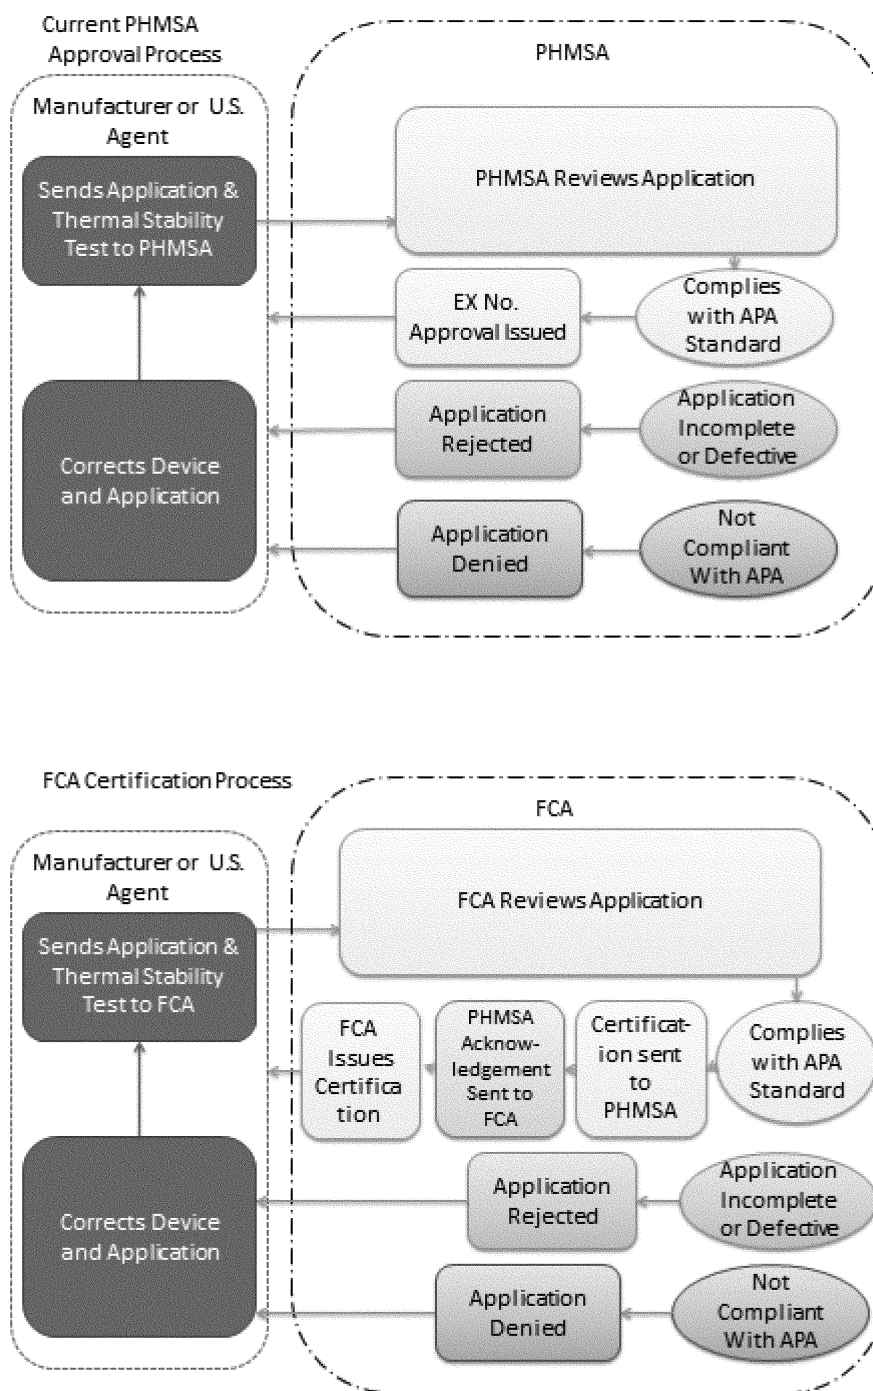 Current PHMSA
Approval Process
PHMSA
Manufacturer or U.S.
Agent
Sends Application &
Thermal Stability
Test to PHMSA
PHMSA Reviews Application
EX No.
Approval Issued
Complies
with APA
Standard
Corrects Device
and Application
Application
Rejected
Application
Incomplete
or Defective
Application
Denied
Not
Compliant
With APA
FCA Certification Process
FCA
Manufacturer or U.S.
Agent
Sends Application &
Thermal Stability
Test to FCA
FCA Reviews Application
FCA
Issues
Certifica
tion
PHMSA
Acknow-
ledgement
Sent to
FCA
Certificat-
ion sent
to
PHMSA
Complies
with APA
Standard
Corrects Device
and Application
Application
Rejected
Application
Incomplete
or Defective
Application
Denied
Not
Compliant
With APA